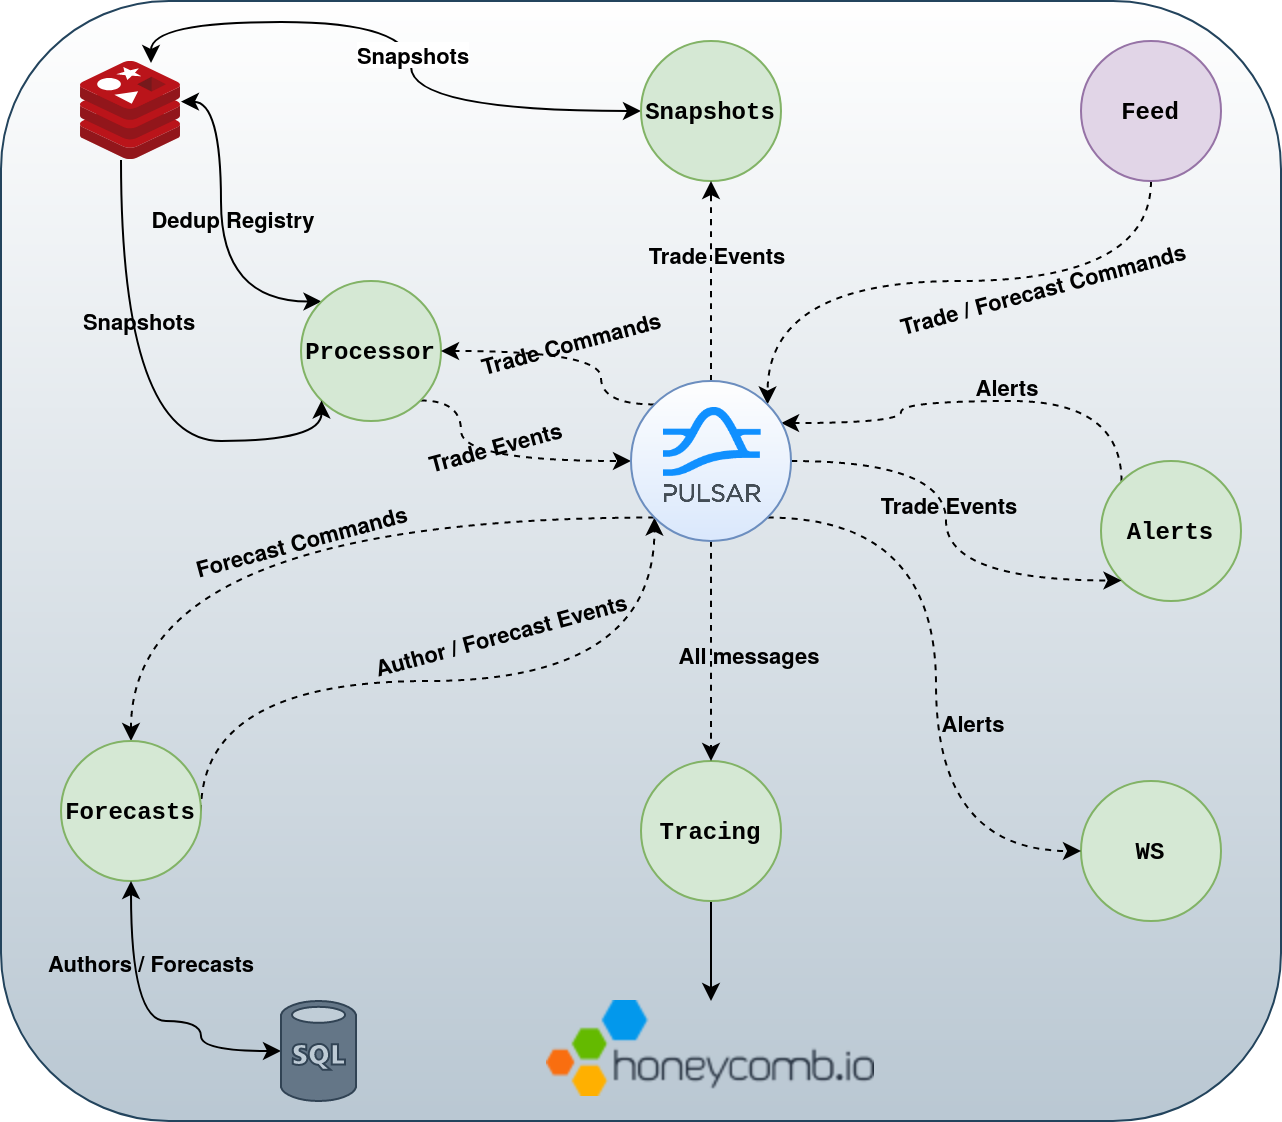 Snapshots
Snapshots
Feed
Dedup Registry
Trade Events
Trade / Forecast Commands
Snapshots
Processor
Trade Commands
Alerts
Trade Events
PULSAR
Trade Events
Alerts
Forecast Commands
Author / Forecast Events
All messages
Alerts
Forecasts
Tracing
WS
Authors / Forecasts
SQL
honeycomb.io